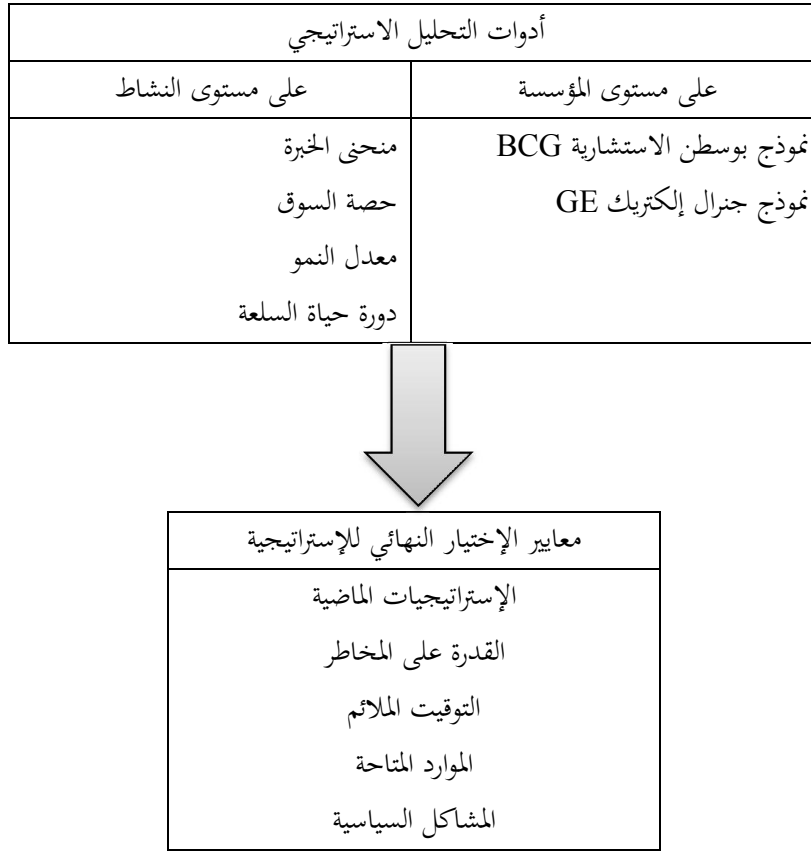 أدوات التحليل الاستراتيجي
على مستوى المؤسسة
على مستوى النشاط
نموذج بوسطن الاستشارية BCG
نموذج جنرال إلكتريك GE
منحنى الخبرة
حصة السوق
معدل النمو
دورة حياة السلعة
معايير الإختيار النهائي للإستراتيجية
الإستراتيجيات الماضية
القدرة على المخاطر
التوقيت الملائم
الموارد المتاحة
المشاكل السياسية